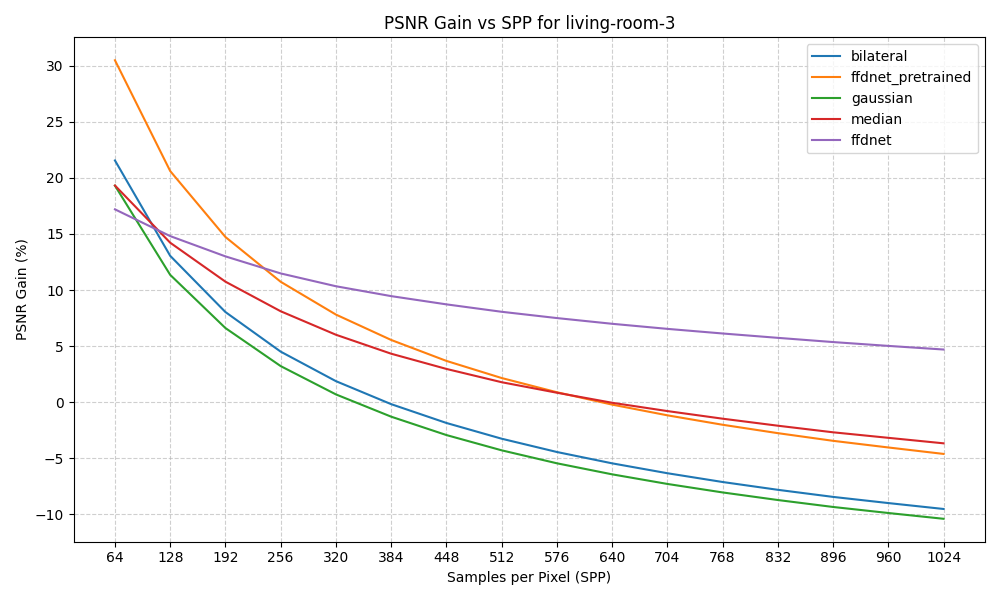 PSNR Gain vs SPP for living-room-3
bilateral
ffdnet_pretrained
gaussian
median
ffdnet
PSNR Gain (%)
30
25
20
15
10
5
0
−5
−10
64 128 192 256 320 384 448 512 576 640 704 768 832 896 960 1024
Samples per Pixel (SPP)